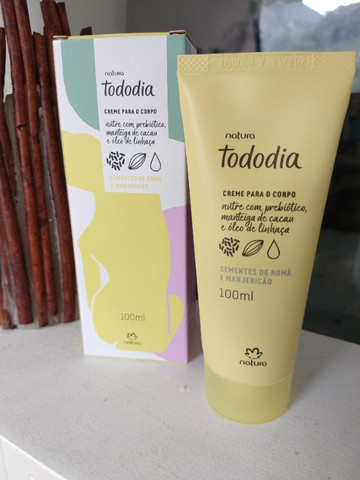 natura
tododia
CREME PARA O CORPO
nutre com prebiótico,
manteiga de cacau
e óleo de linhaça
SEMENTES DE ROMÃ
E MANJERICÃO
100ml
natura
natura
tododia
CREME PARA O CORPO
nutre com prebiótico,
manteiga de cacau
e óleo de linhaça
SEMENTES DE ROMÃ
E MANJERICÃO
100ml
natura